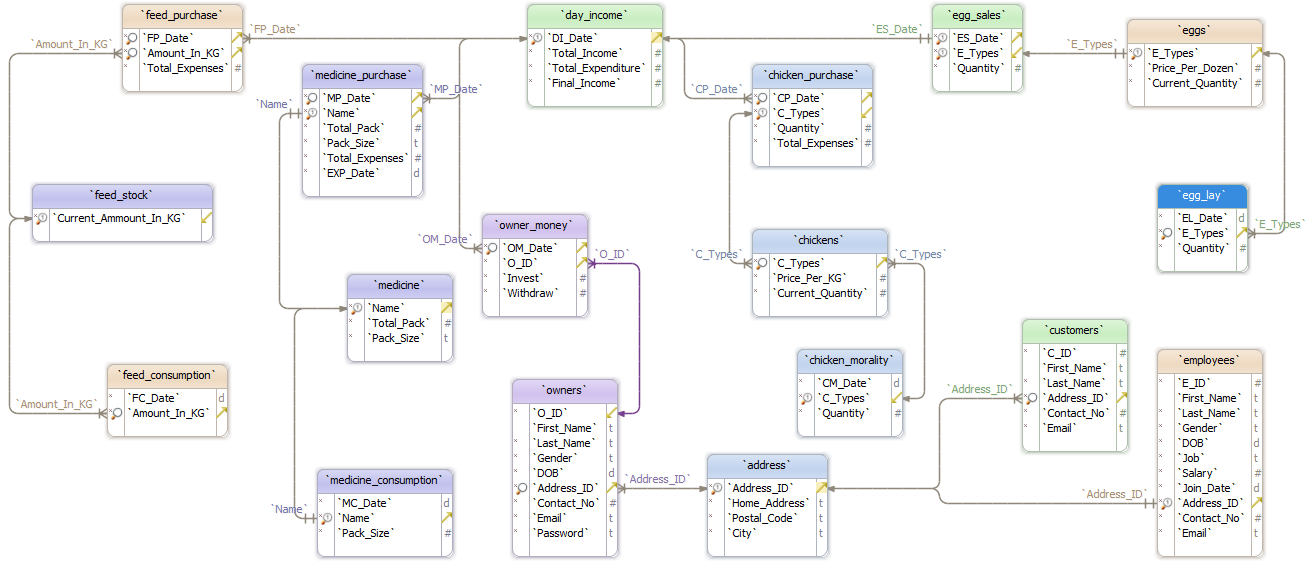 `feed_purchase`
`FP_Date`
`Amount_In_KG`
#
`Total_Expenses` #
`FP_Date`
`Amount_In_KG`
`day_income`
`DI_Date`
`Total_Income` #
`Total_Expenditure` #
`Final_Income` #
`egg_sales`
`ES_Date`
`E_Types`
`Quantity` #
`ES_Date`
`E_Types`
`eggs`
`E_Types`
`Price_Per_Dozen` #
`Current_Quantity` #
`medicine_purchase`
`MP_Date`
`Name`
`Total_Pack` #
`Pack_Size` t
`Total_Expenses` #
`EXP_Date` d
`Name`
`MP_Date`
`chicken_purchase`
`CP_Date`
`C_Types`
`Quantity` #
`Total_Expenses` #
`CP_Date`
`feed_stock`
`Current_Ammount_In_KG`
`egg_lay`
`EL_Date` d
`E_Types`
`Quantity` #
`E_Types`
`owner_money`
`OM_Date`
`O_ID`
`Invest` #
`Withdraw` #
`OM_Date`
`O_ID`
`chickens`
`C_Types`
`Price_Per_KG` #
`Current_Quantity` #
`C_Types`
`C_Types`
`medicine`
`Name`
`Total_Pack` #
`Pack_Size` t
`customers`
`C_ID` #
`First_Name` t
`Last_Name` t
`Address_ID`
`Contact_No` #
`Email` t
`Address_ID`
`chicken_morality`
`CM_Date` d
`C_Types`
`Quantity` #
`employees`
`E_ID` #
`First_Name` t
`Last_Name` t
`Gender` t
`DOB` d
`Job` t
`Salary` #
`Join_Date` d
`Address_ID`
`Contact_No` #
`Email` t
`Address_ID`
`feed_consumption`
`FC_Date` d
`Amount_In_KG`
`Amount_In_KG`
`owners`
`O_ID`
`First_Name` t
`Last_Name` t
`Gender` t
`DOB` d
`Address_ID`
`Contact_No` #
`Email` t
`Password` t
`Address_ID`
`address`
`Address_ID`
`Home_Address` t
`Postal_Code` t
`City` t
`medicine_consumption`
`MC_Date` d
`Name`
`Pack_Size` #
`Name`